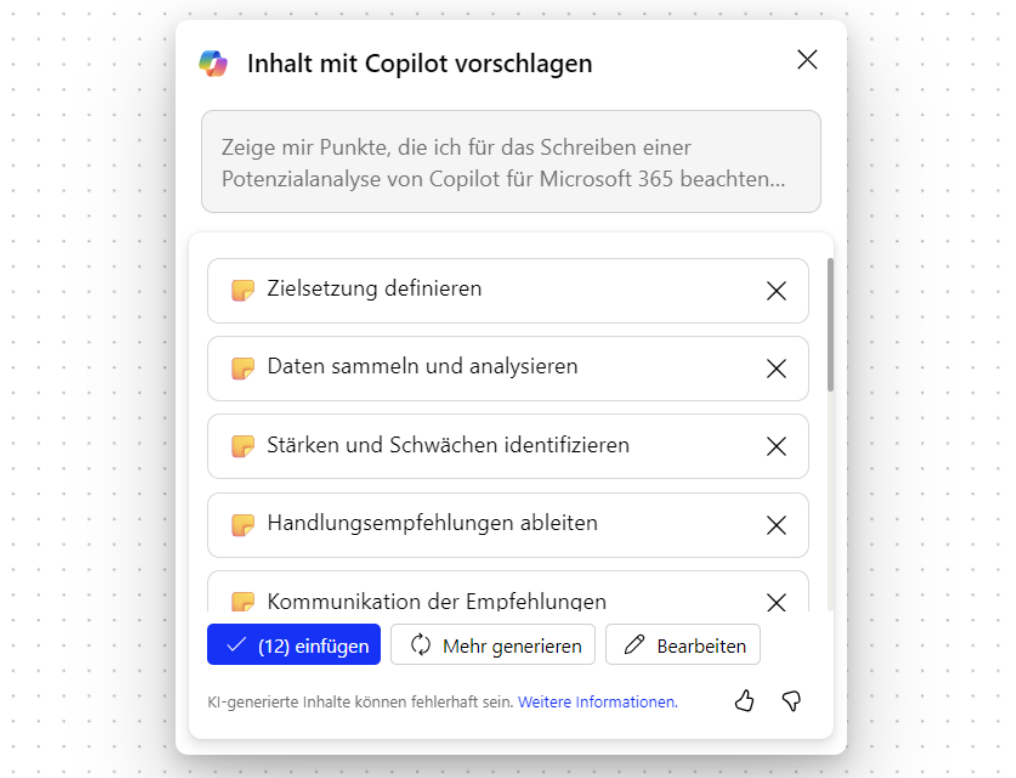 Inhalt mit Copilot vorschlagen
Zeige mir Punkte, die ich für das Schreiben einer
Potenzialanalyse von Copilot für Microsoft 365 beachten...
Zielsetzung definieren
Daten sammeln und analysieren
Stärken und Schwächen identifizieren
Handlungsempfehlungen ableiten
Kommunikation der Empfehlungen
(12) einfügen
Mehr generieren
Bearbeiten
KI-generierte Inhalte können fehlerhaft sein. Weitere Informationen.